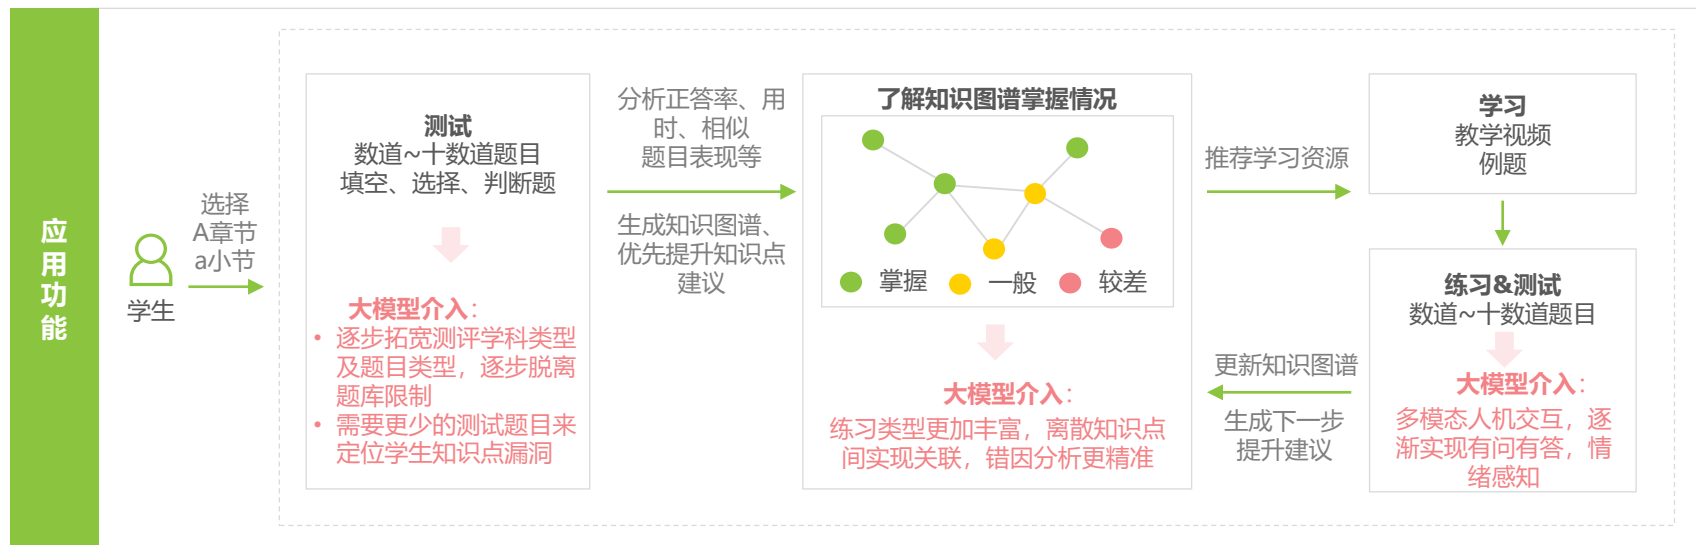 应
用
功
能
学生
选择
A章节
a小节
测试
数道~十数道题目
填空、选择、判断题
大模型介入：
• 逐步拓宽测评学科类型
及题目类型，逐步脱离
题库限制
• 需要更少的测试题目来
定位学生知识点漏洞
分析正答率、用
时、相似
题目表现等
生成知识图谱、
优先提升知识点
建议
了解知识图谱掌握情况
掌握
一般
较差
大模型介入：
练习类型更加丰富，离散知识点
间实现关联，错因分析更精准
推荐学习资源
学习
教学视频
例题
练习&测试
数道~十数道题目
大模型介入：
多模态人机交互，逐
渐实现有问有答，情
绪感知
更新知识图谱
生成下一步
提升建议